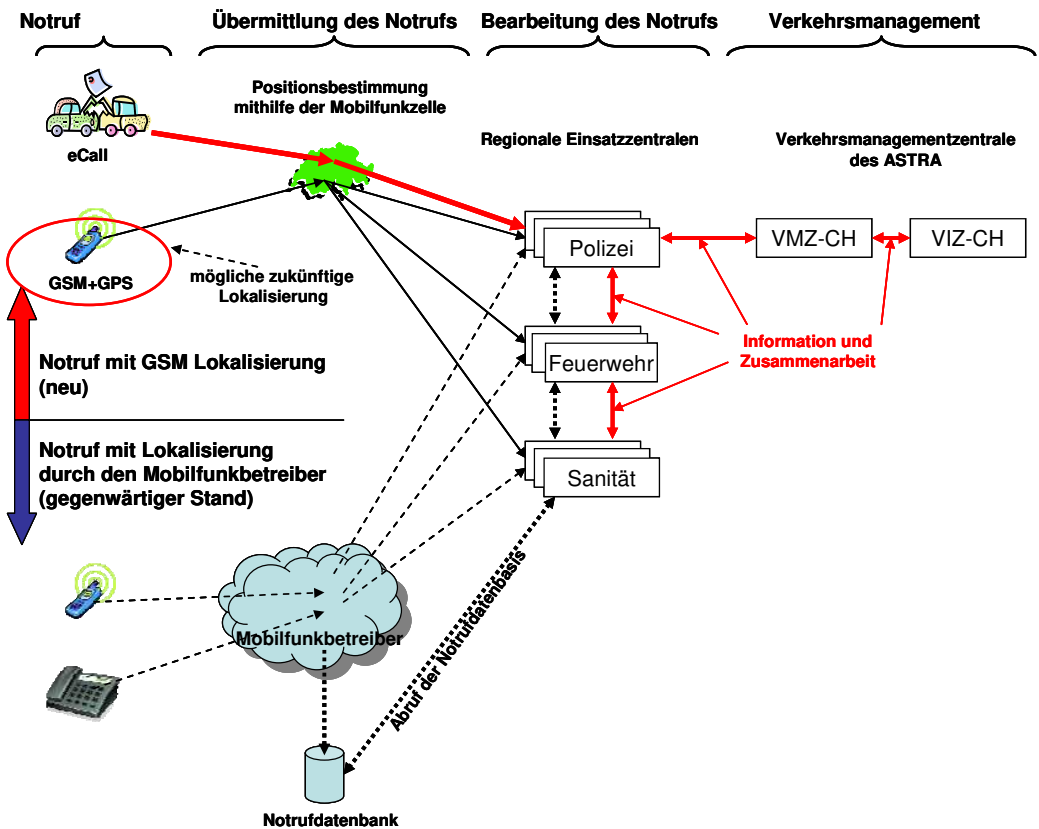 Notruf
Übermittlung des Notrufs
Bearbeitung des Notrufs
Verkehrsmanagement
Positionsbestimmung
mithilfe der Mobilfunkzelle
Regionale Einsatzzentralen
Verkehrsmanagementzentrale
des ASTRA
eCall
GSM+GPS
mögliche zukünftige
Lokalisierung
Polizei
VMZ-CH
VIZ-CH
Feuerwehr
Information und
Zusammenarbeit
Notruf mit GSM Lokalisierung
(neu)
Notruf mit Lokalisierung
durch den Mobilfunkbetreiber
(gegenwärtiger Stand)
Sanität
Mobilfunkbetreiber
Abruf der Notrufdatenbasis
Notrufdatenbank